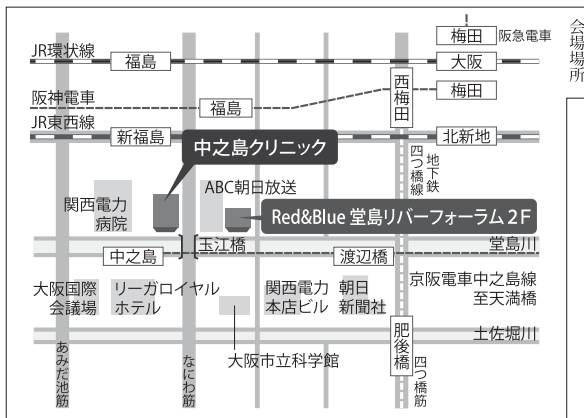 会場場所
梅田
阪急電車
JR環状線
福島
大阪
阪神電車
福島
西梅田
梅田
JR東西線
新福島
北新地
中之島クリニック
地下鉄
四つ橋線
ABC朝日放送
関西電力
病院
Red&Blue 堂島リバーフォーラム2F
玉江橋
堂島川
中之島
渡辺橋
京阪電車中之島線
至天満橋
大阪国際
会議場
リーガロイヤル
ホテル
関西電力
本店ビル
朝日
新聞社
肥後橋
土佐堀川
大阪市立科学館
あみだ池筋
なにわ筋
四つ橋筋